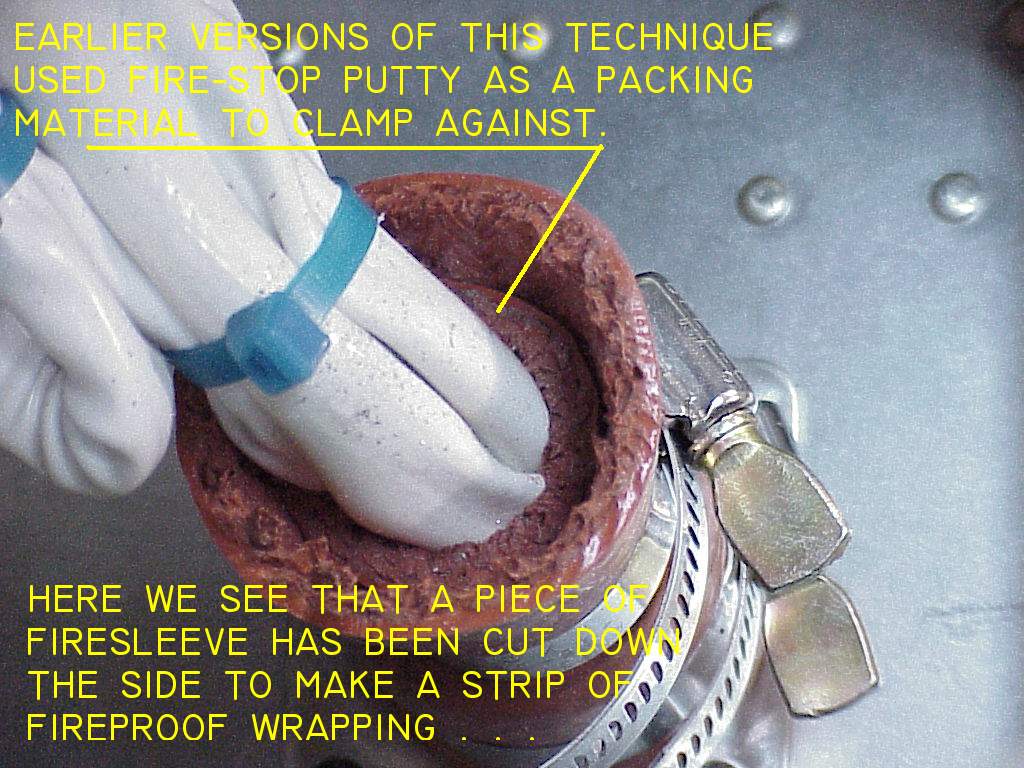 EARLIER VERSIONS OF THIS TECHNIQUE
USED FIRE-STOP PUTTY AS A PACKING
MATERIAL TO CLAMP AGAINST.
HERE WE SEE THAT A PIECE OF
FIRESLEEVE HAS BEEN CUT DOWN
THE SIDE TO MAKE A STRIP OF
FIREPROOF WRAPPING . . .